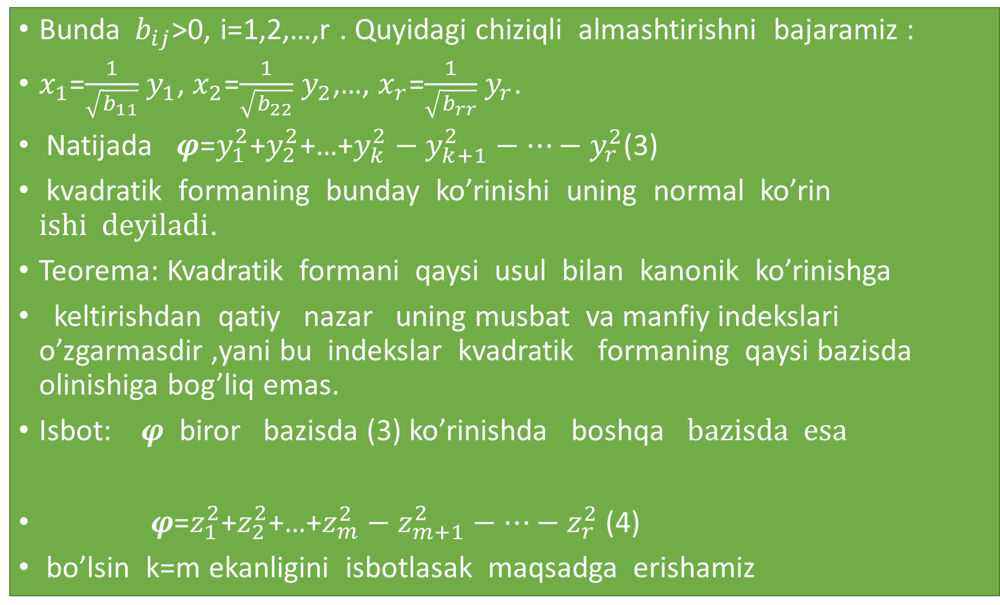 • Bunda $b_{ij}$>0, i=1,2,...,r . Quyidagi chiziqli almashtirishni bajaramiz :
• $x_1$=$\frac{1}{\sqrt{b_{11}}}$ $y_1$, $x_2$=$\frac{1}{\sqrt{b_{22}}}$ $y_2$,..., $x_r$=$\frac{1}{\sqrt{b_{rr}}}$ $y_r$.
• Natijada $\boldsymbol{\varphi}$=$y_1^2$+$y_2^2$+...+$y_k^2 - y_{k+1}^2 - \cdots - y_r^2$(3)
• kvadratik formaning bunday ko’rinishi uning normal ko’rin
ishi deyiladi.
• Teorema: Kvadratik formani qaysi usul bilan kanonik ko’rinishga
• keltirishdan qatiy nazar uning musbat va manfiy indekslari
o’zgarmasdir ,yani bu indekslar kvadratik formaning qaysi bazisda
olinishiga bog’liq emas.
• Isbot: $\boldsymbol{\varphi}$ biror bazisda (3) ko’rinishda boshqa bazisda esa
• $\boldsymbol{\varphi}$=$z_1^2$+$z_2^2$+...+$z_m^2 - z_{m+1}^2 - \cdots - z_r^2$ (4)
• bo’lsin k=m ekanligini isbotlasak maqsadga erishamiz